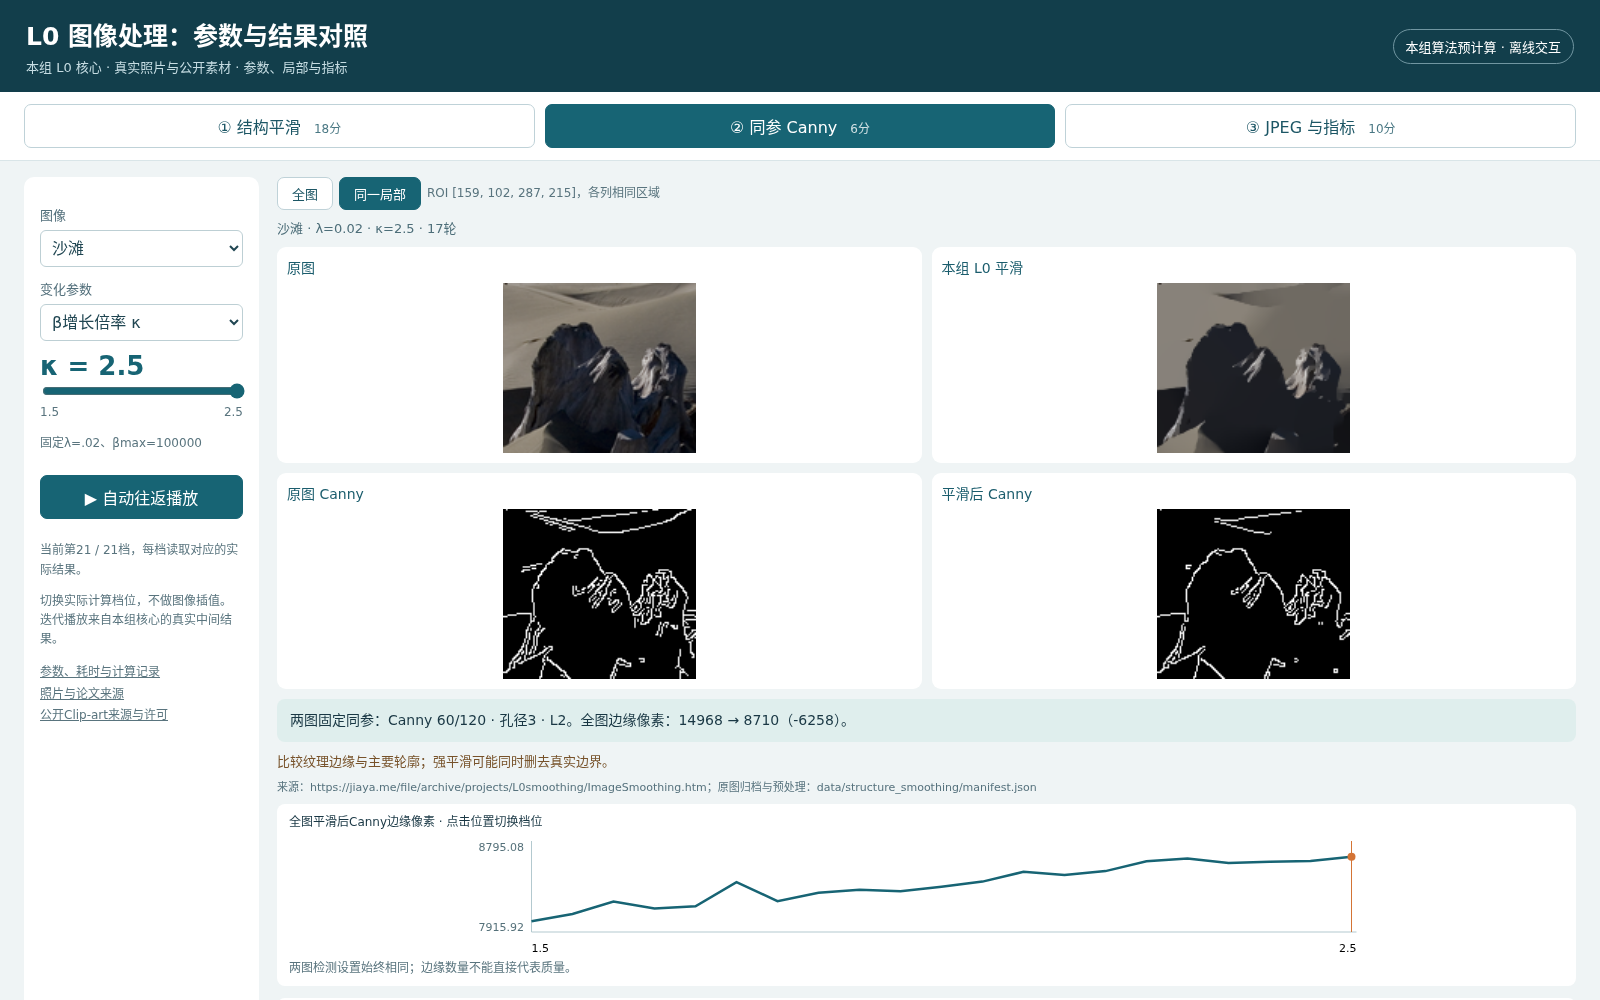 L0 图像处理：参数与结果对照
本组 L0 核心 · 真实照片与公开素材 · 参数、局部与指标
本组算法预计算 · 离线交互
① 结构平滑 18分
② 同参 Canny 6分
③ JPEG 与指标 10分
图像
沙滩
变化参数
β增长倍率 κ
κ = 2.5
1.5 2.5
固定λ=.02、βmax=100000
▶ 自动往返播放
当前第21 / 21档，每档读取对应的实
际结果。
切换实际计算档位，不做图像插值。
迭代播放来自本组核心的真实中间结
果。
参数、耗时与计算记录
照片与论文来源
公开Clip-art来源与许可
全图 同一局部 ROI [159, 102, 287, 215]，各列相同区域
沙滩 · λ=0.02 · κ=2.5 · 17轮
原图
本组 L0 平滑
原图 Canny
平滑后 Canny
两图固定同参：Canny 60/120 · 孔径3 · L2。全图边缘像素：14968 → 8710（-6258）。
比较纹理边缘与主要轮廓；强平滑可能同时删去真实边界。
来源：https://jiaya.me/file/archive/projects/L0smoothing/ImageSmoothing.htm；原图归档与预处理：data/structure_smoothing/manifest.json
全图平滑后Canny边缘像素 · 点击位置切换档位
8795.08
7915.92
1.5 2.5
两图检测设置始终相同；边缘数量不能直接代表质量。